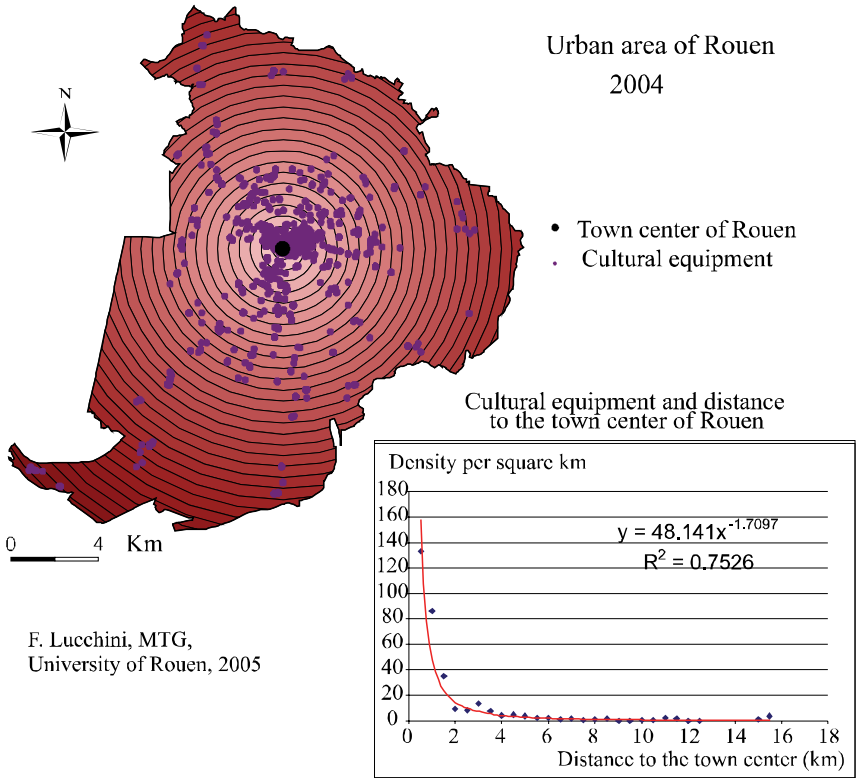 Urban area of Rouen
2004
N
Town center of Rouen
Cultural equipment
0 4 Km
F. Lucchini, MTG,
University of Rouen, 2005
Cultural equipment and distance
to the town center of Rouen
Density per square km
180
160
140
120
100
80
60
40
20
0
y = 48.141x^-1.7097
R² = 0.7526
0 2 4 6 8 10 12 14 16 18
Distance to the town center (km)